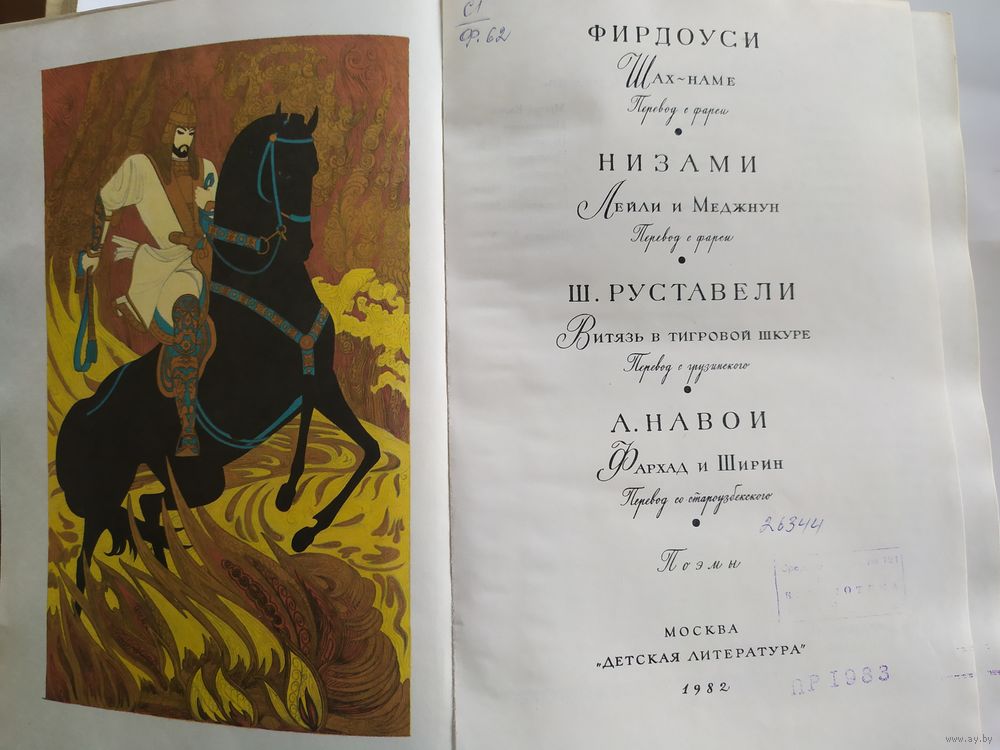 С1
Ф.62
ФИРДОУСИ
ШАХ~НАМЕ
Перевод с фарси
НИЗАМИ
ЛЕЙЛИ И МЕДЖНУН
Перевод с фарси
Ш. РУСТАВЕЛИ
ВИТЯЗЬ В ТИГРОВОЙ ШКУРЕ
Перевод с грузинского
А. НАВОИ
ФАРХАД И ШИРИН
Перевод со староузбекского
26344
Поэмы
МОСКВА
"ДЕТСКАЯ ЛИТЕРАТУРА"
1982
ПР 1983
www.ay.by